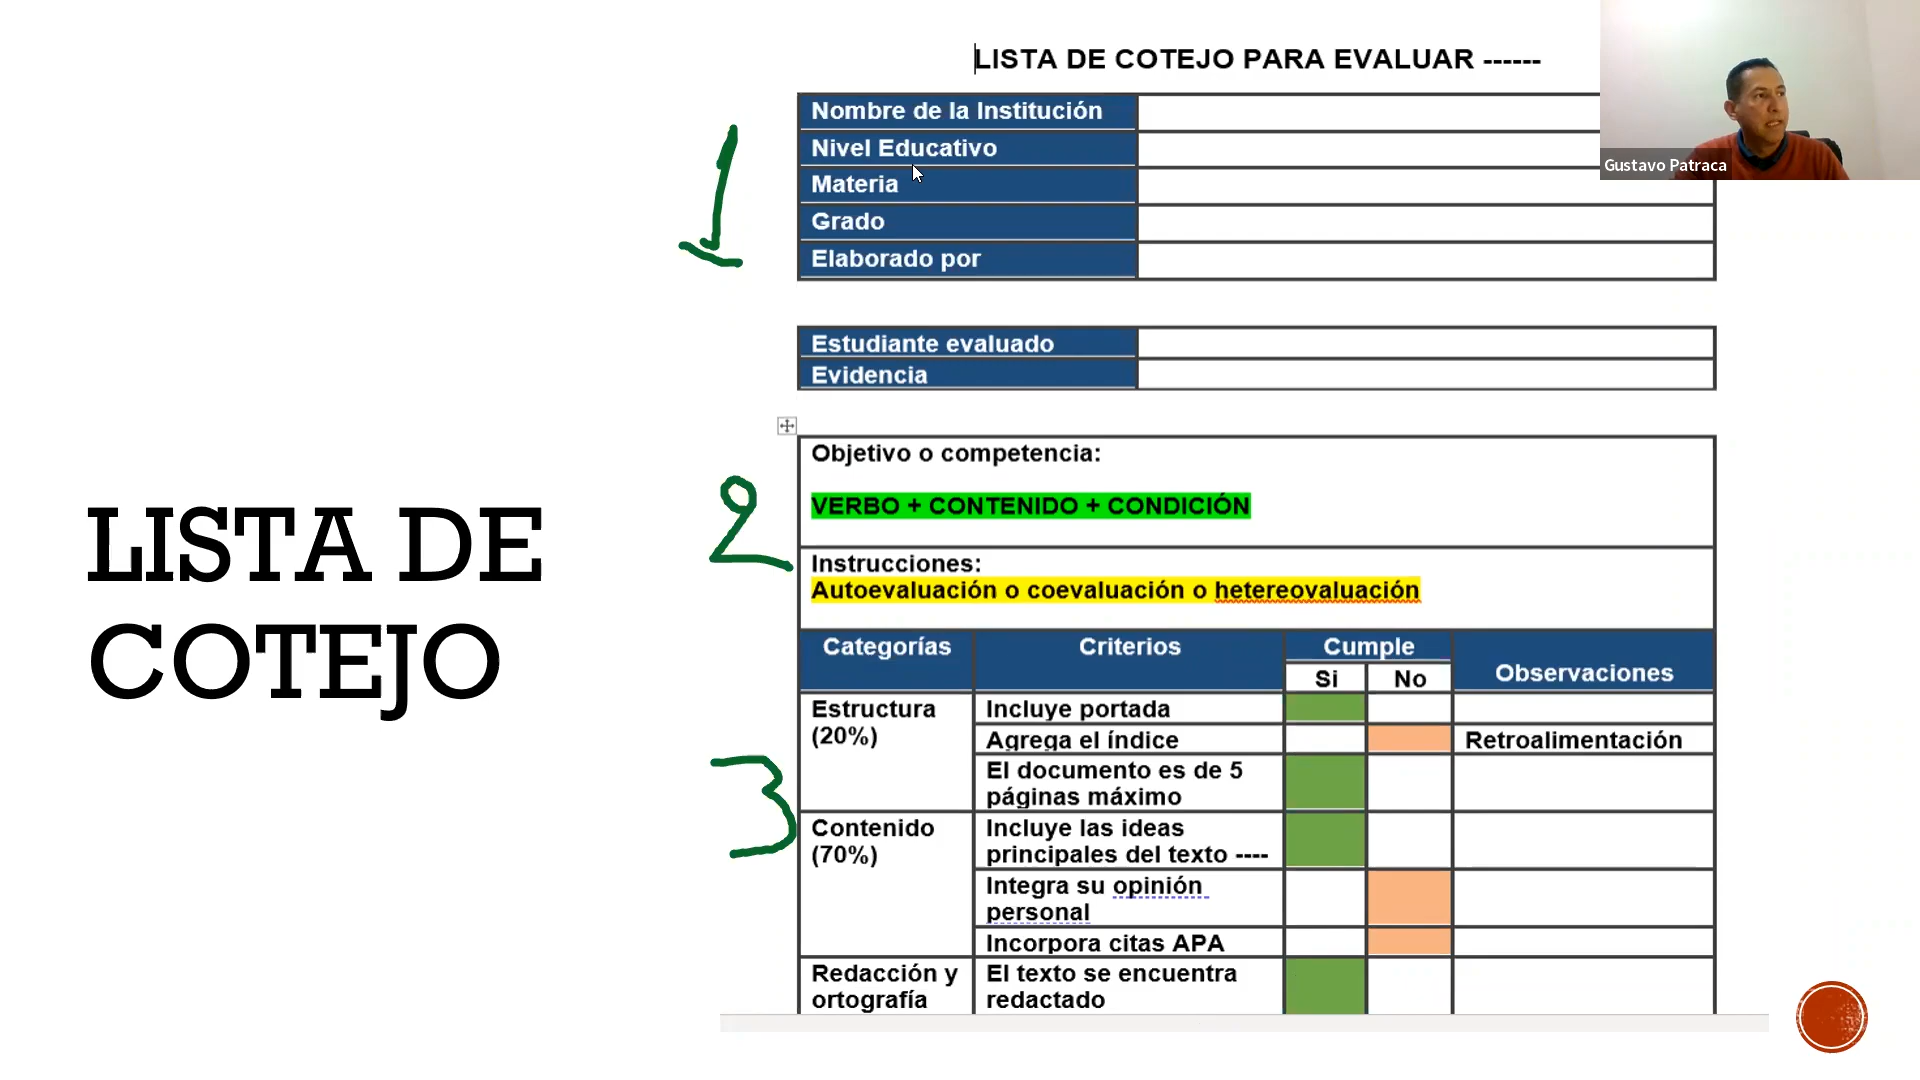 LISTA DE
COTEJO
LISTA DE COTEJO PARA EVALUAR ------
Gustavo Patraca
1
Nombre de la Institución
Nivel Educativo
Materia
Grado
Elaborado por
Estudiante evaluado
Evidencia
2
Objetivo o competencia:
VERBO + CONTENIDO + CONDICIÓN
Instrucciones:
Autoevaluación o coevaluación o hetereovaluación
3
Categorías Criterios Cumple Observaciones
Si No
Estructura
(20%)
Incluye portada
Agrega el índice Retroalimentación
El documento es de 5
páginas máximo
Contenido
(70%)
Incluye las ideas
principales del texto ----
Integra su opinión
personal
Incorpora citas APA
Redacción y
ortografía
El texto se encuentra
redactado